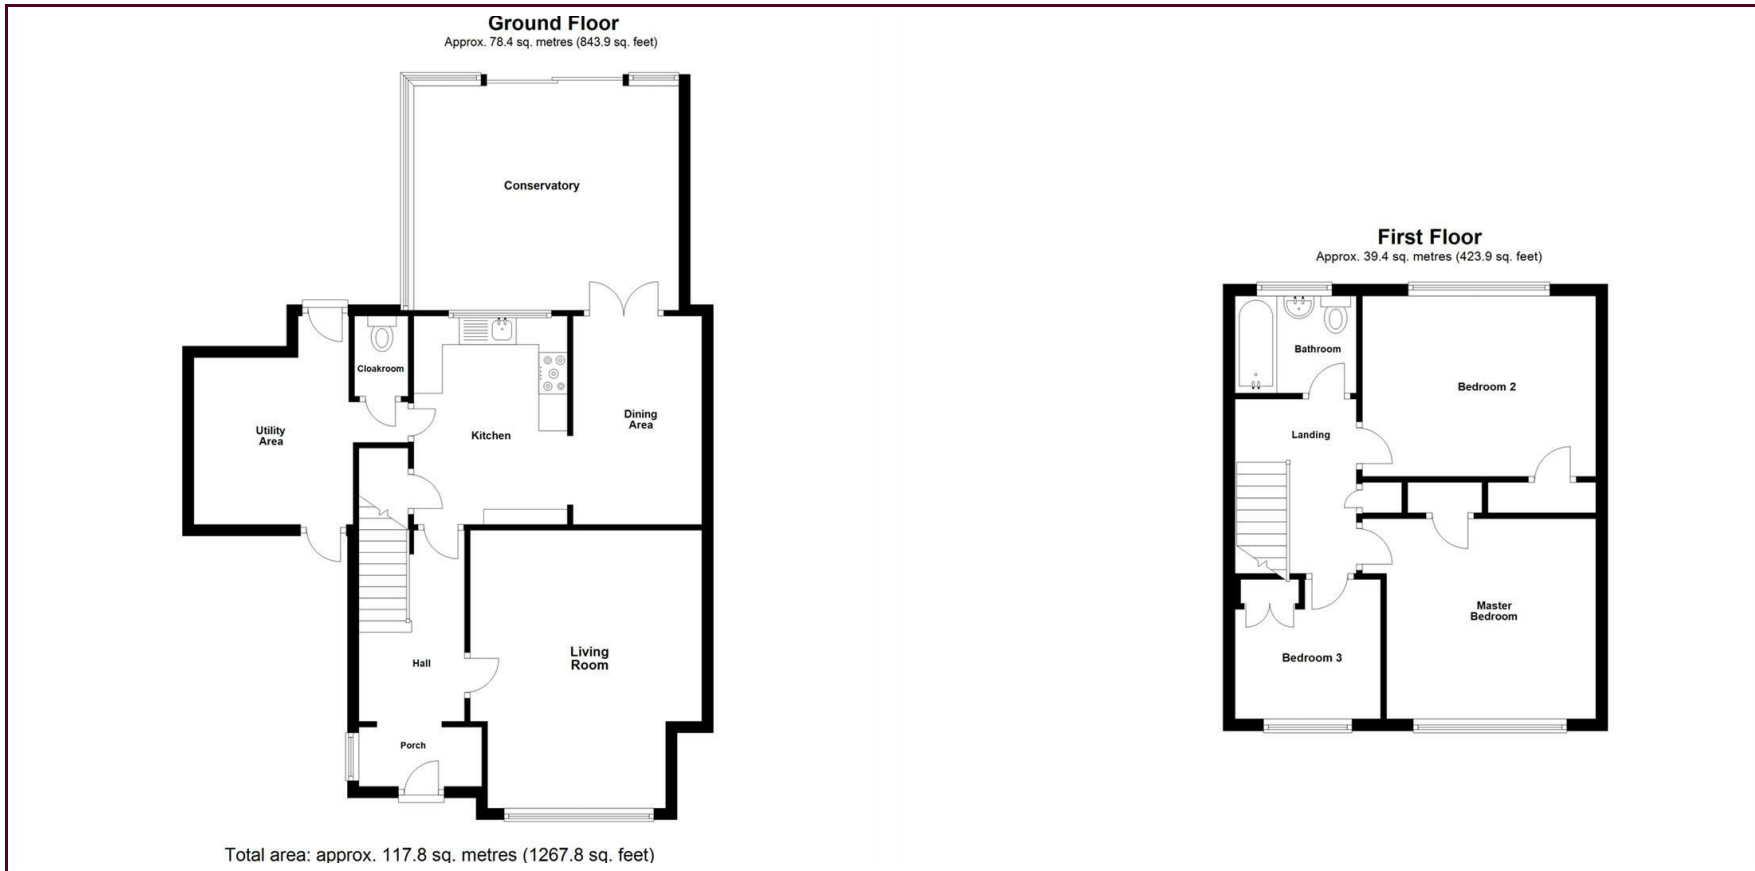 Ground Floor
Approx. 78.4 sq. metres (843.9 sq. feet)
Conservatory
Cloakroom
Utility
Area
Kitchen
Dining
Area
Living
Room
Hall
Porch
Total area: approx. 117.8 sq. metres (1267.8 sq. feet)
First Floor
Approx. 39.4 sq. metres (423.9 sq. feet)
Bathroom
Bedroom 2
Landing
Master
Bedroom
Bedroom 3